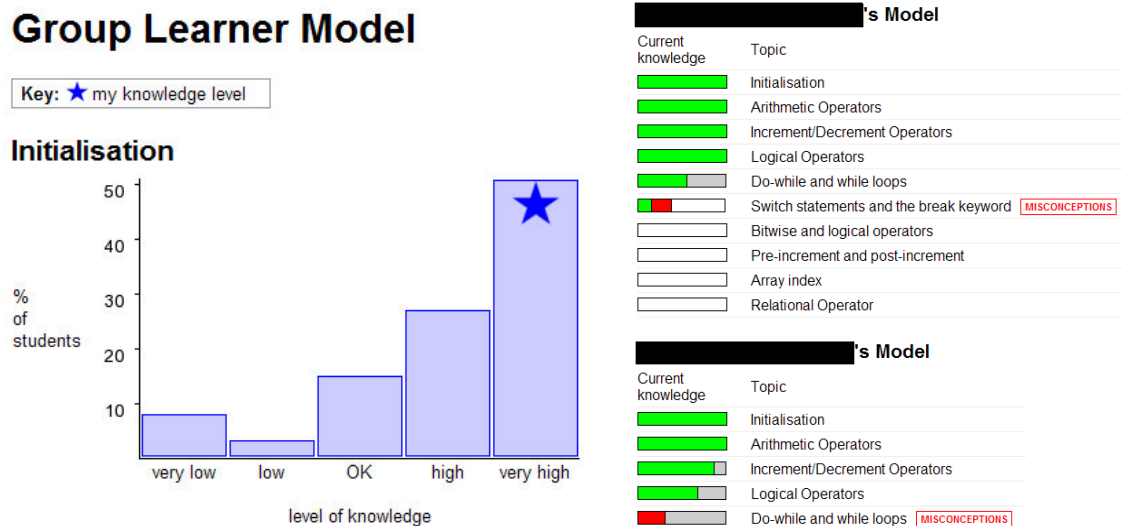 Group Learner Model
Key: my knowledge level
Initialisation
50
40
30
20
10
%
of
students
very low
low
OK
high
very high
level of knowledge
's Model
Current
knowledge
Topic
Initialisation
Arithmetic Operators
Increment/Decrement Operators
Logical Operators
Do-while and while loops
Switch statements and the break keyword MISCONCEPTIONS
Bitwise and logical operators
Pre-increment and post-increment
Array index
Relational Operator
's Model
Current
knowledge
Topic
Initialisation
Arithmetic Operators
Increment/Decrement Operators
Logical Operators
Do-while and while loops MISCONCEPTIONS